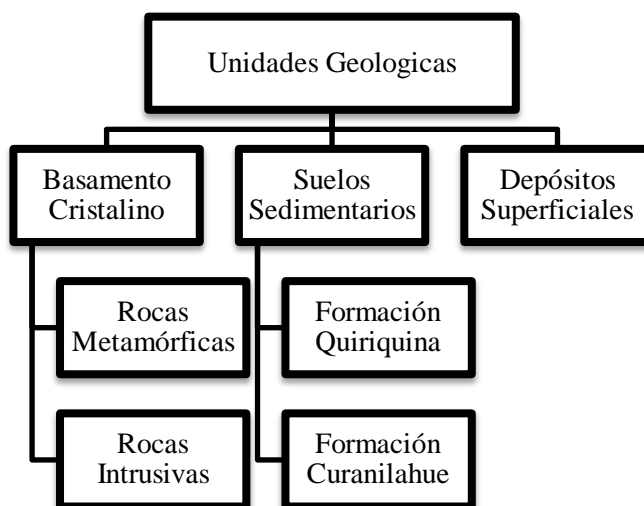 Unidades Geologicas
Basamento
Cristalino
Suelos
Sedimentarios
Depósitos
Superficiales
Rocas
Metamórficas
Formación
Quiriquina
Rocas
Intrusivas
Formación
Curanilahue